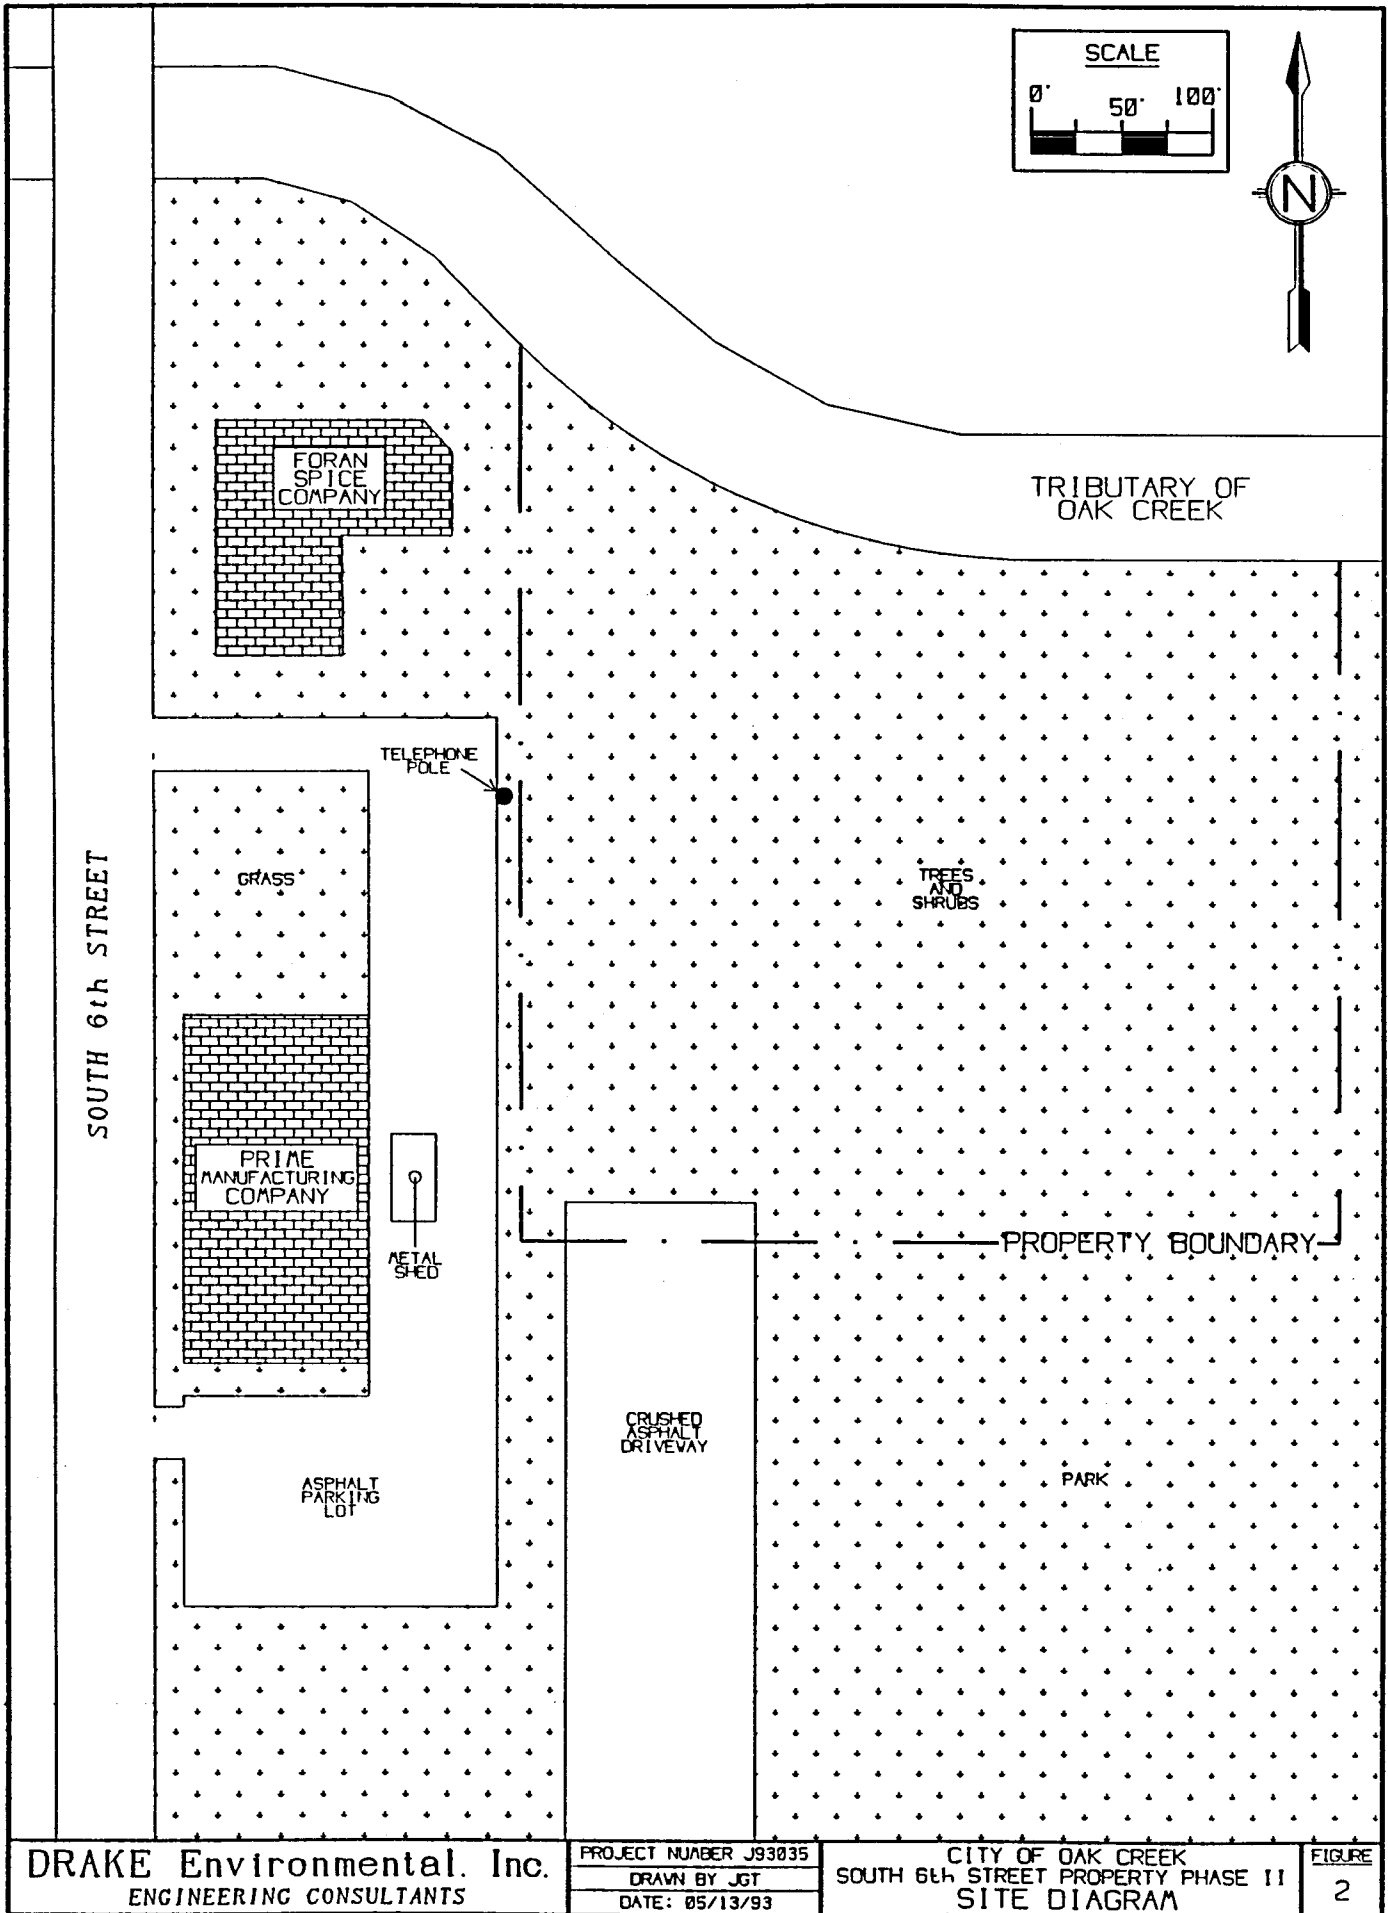 SCALE
0' 50' 100'
N
FORAN
SPICE
COMPANY
TRIBUTARY OF
OAK CREEK
TELEPHONE
POLE
GRASS
TREES
AND
SHRUBS
SOUTH 6th STREET
PRIME
MANUFACTURING
COMPANY
METAL
SHED
PROPERTY BOUNDARY
CRUSHED
ASPHALT
DRIVEWAY
PARK
ASPHALT
PARKING
LOT
DRAKE Environmental. Inc.
ENGINEERING CONSULTANTS
PROJECT NUMBER J93035
DRAWN BY JGT
DATE: 05/13/93
CITY OF OAK CREEK
SOUTH 6th STREET PROPERTY PHASE II
SITE DIAGRAM
FIGURE
2